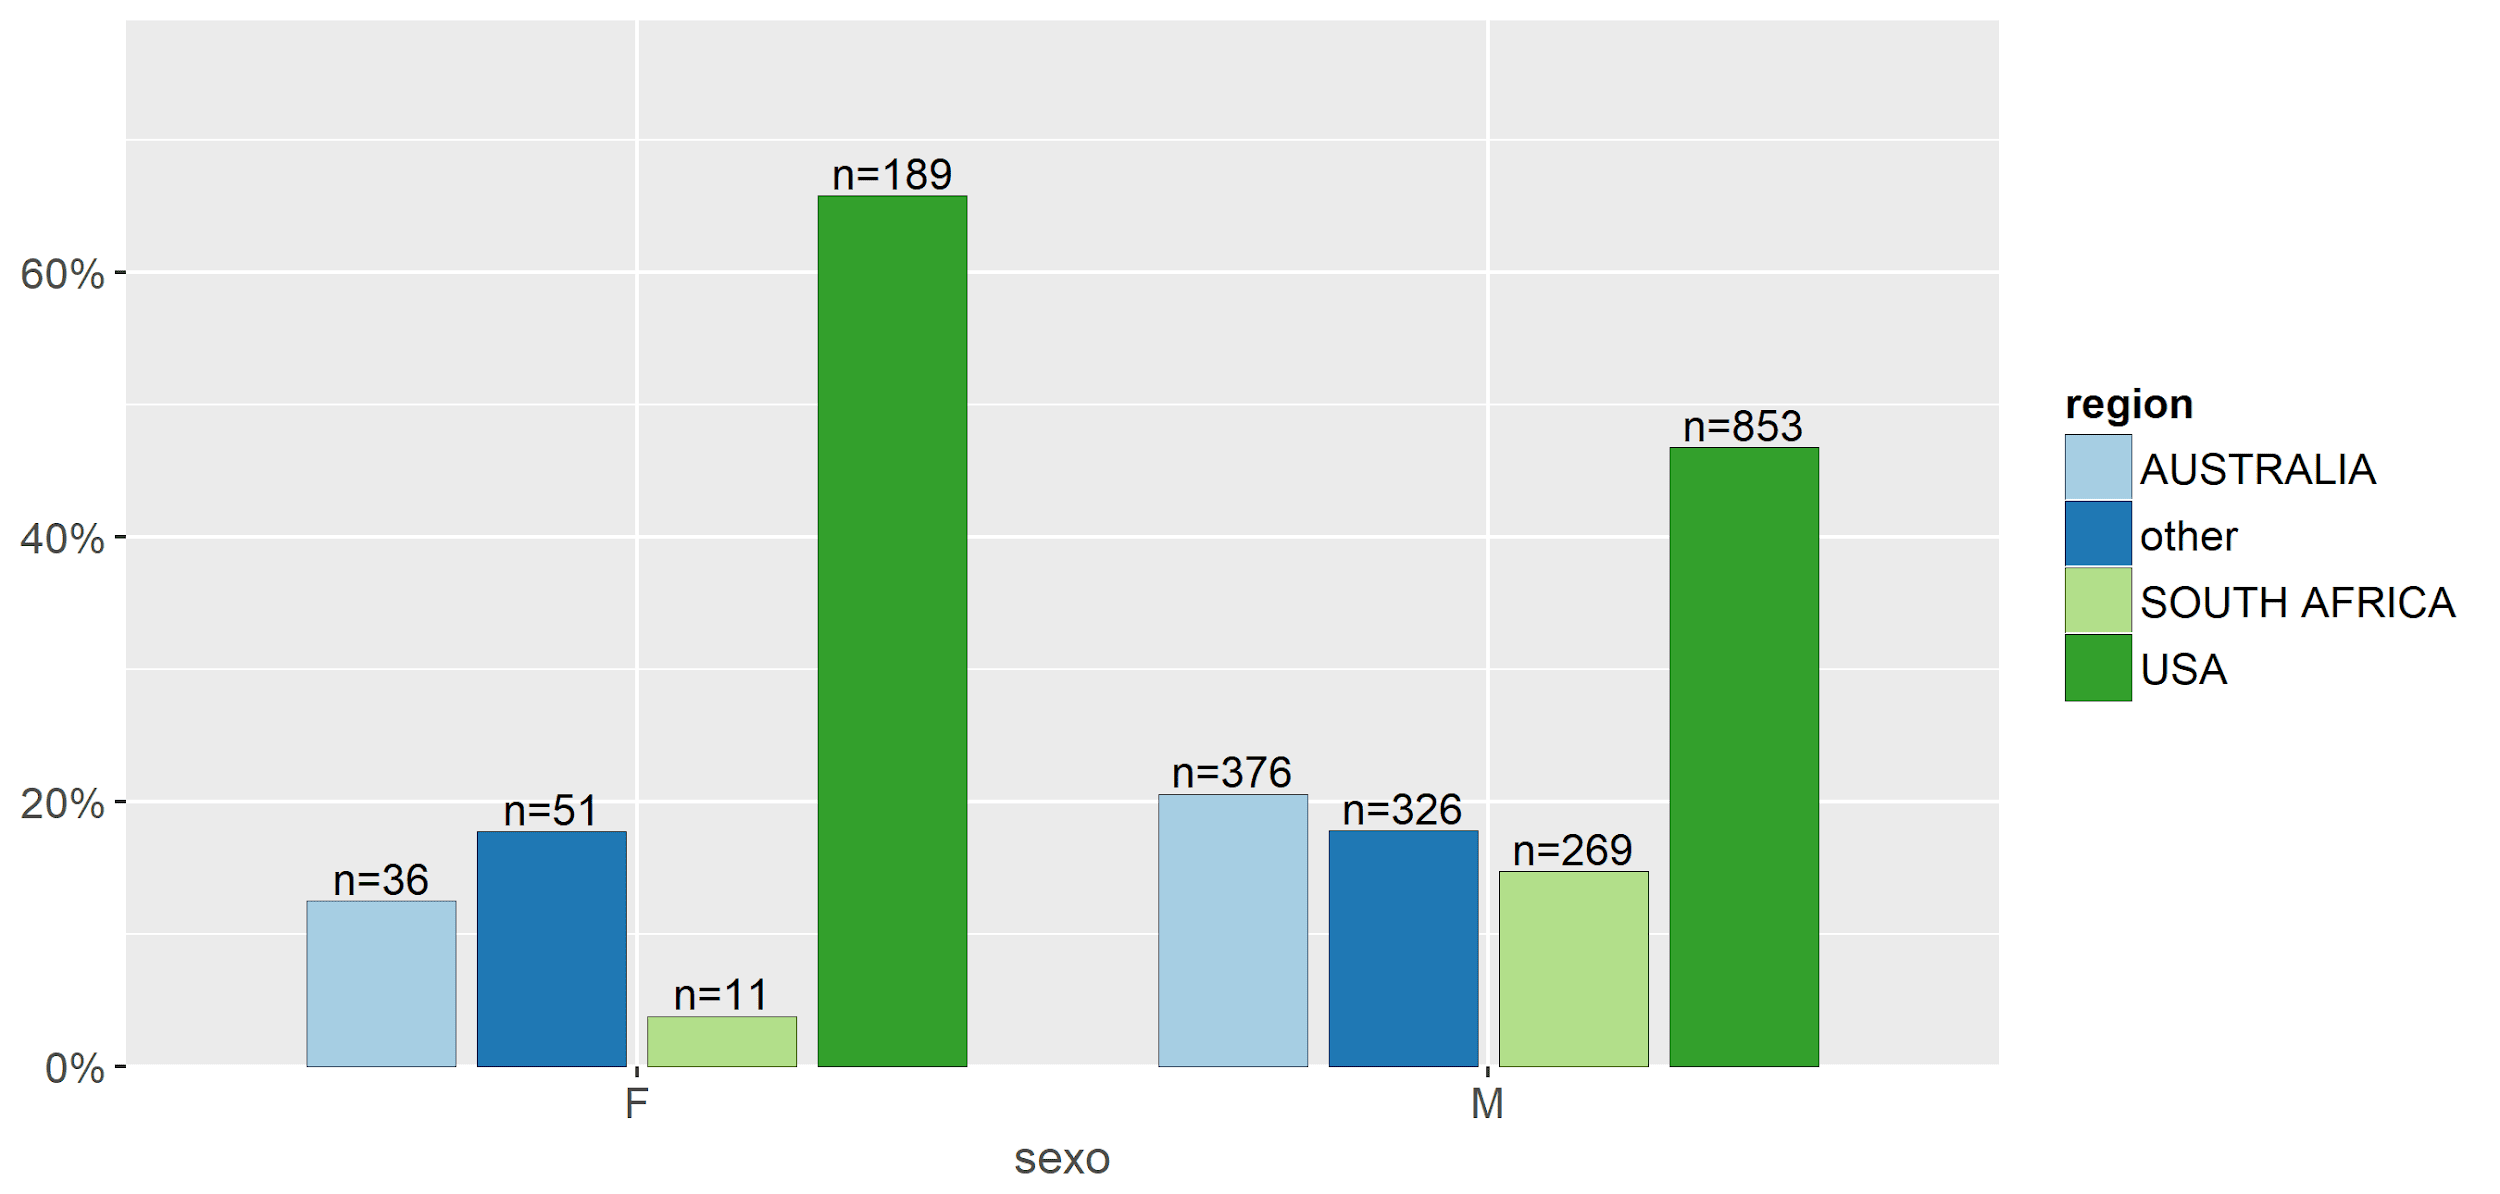 n=189
60%
n=853
region
AUSTRALIA
40%
other
SOUTH AFRICA
USA
n=376
20%
n=51
n=326
n=269
n=36
n=11
0%
F
M
sexo